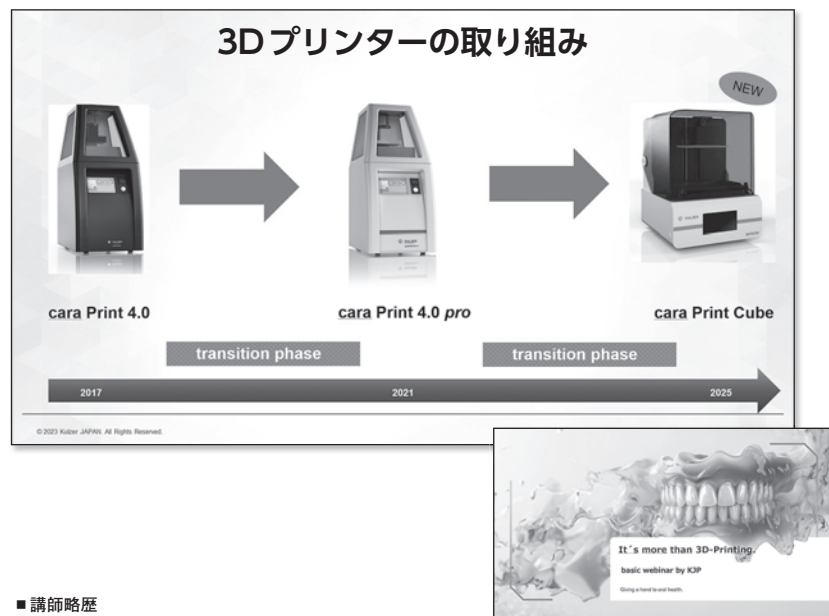 3Dプリンターの取り組み
NEW
cara Print 4.0
cara Print 4.0 pro
cara Print Cube
transition phase
transition phase
2017
2021
2025
© 2023 Kulzer JAPAN. All Rights Reserved.
It´s more than 3D-Printing.
basic webinar by KJP
Giving a hand to oral health.
■講師略歴